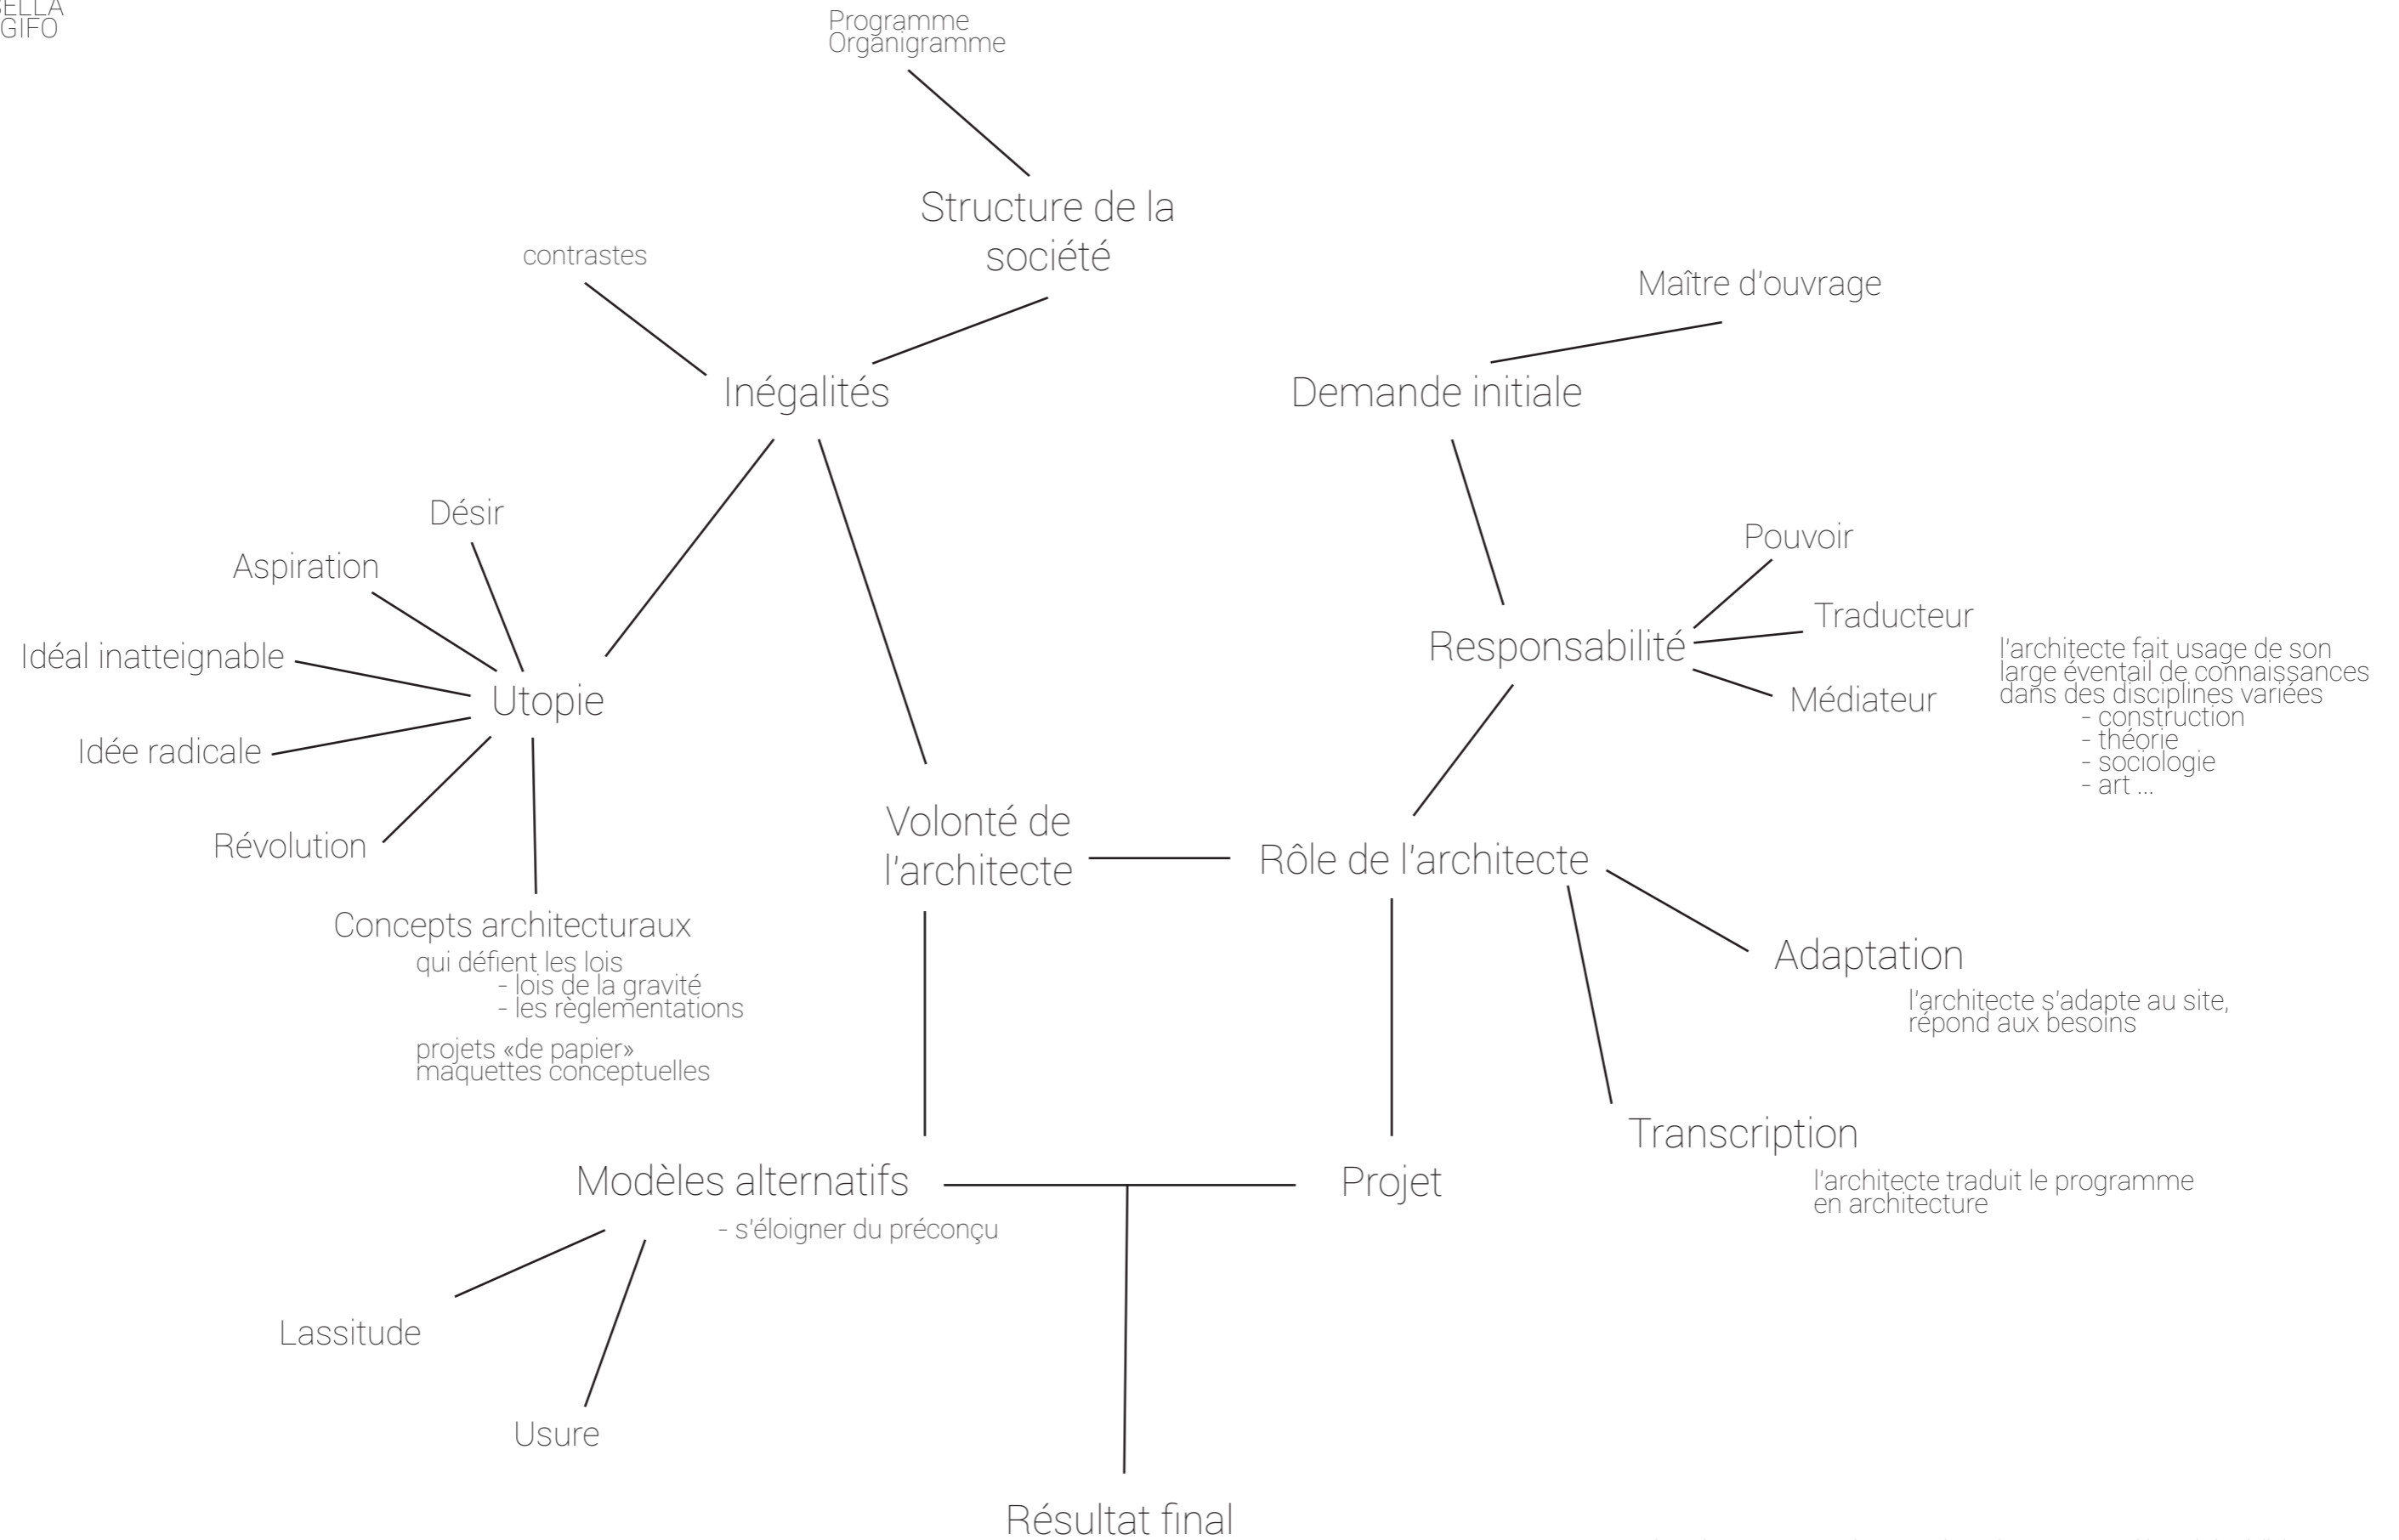 GIFO
Programme
Organigramme
Structure de la
société
contrastes
Maître d'ouvrage
Inégalités
Demande initiale
Désir
Aspiration
Idéal inatteignable
Utopie
Idée radicale
Révolution
Concepts architecturaux
qui défient les lois
- lois de la gravité
- les règlementations
projets «de papier»
maquettes conceptuelles
Pouvoir
Traducteur
Responsabilité
Médiateur
l'architecte fait usage de son
large éventail de connaissances
dans des disciplines variées
- construction
- théorie
- sociologie
- art ...
Volonté de
l'architecte
Rôle de l'architecte
Adaptation
l'architecte s'adapte au site,
répond aux besoins
Transcription
l'architecte traduit le programme
en architecture
Modèles alternatifs
- s'éloigner du préconçu
Projet
Lassitude
Usure
Résultat final